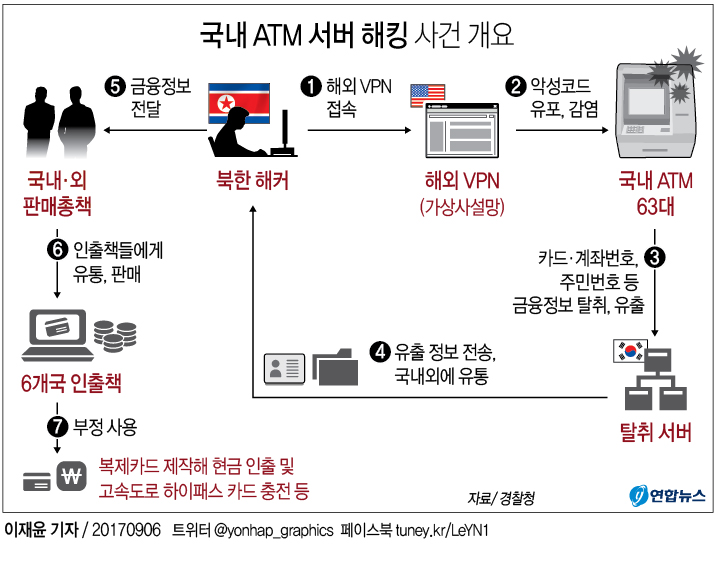 국내 ATM 서버 해킹 사건 개요
❶ 해외 VPN
접속
❷ 악성코드
유포, 감염
❺ 금융정보
전달
국내·외
판매총책
북한 해커
해외 VPN
(가상사설망)
국내 ATM
63대
❸
카드·계좌번호,
주민번호 등
금융정보 탈취, 유출
❻ 인출책들에게
유통, 판매
❹ 유출 정보 전송,
국내외에 유통
탈취 서버
6개국 인출책
❼ 부정 사용
₩
복제카드 제작해 현금 인출 및
고속도로 하이패스 카드 충전 등
자료/ 경찰청
연합뉴스
이재윤 기자 / 20170906 트위터 @yonhap_graphics 페이스북 tuney.kr/LeYN1